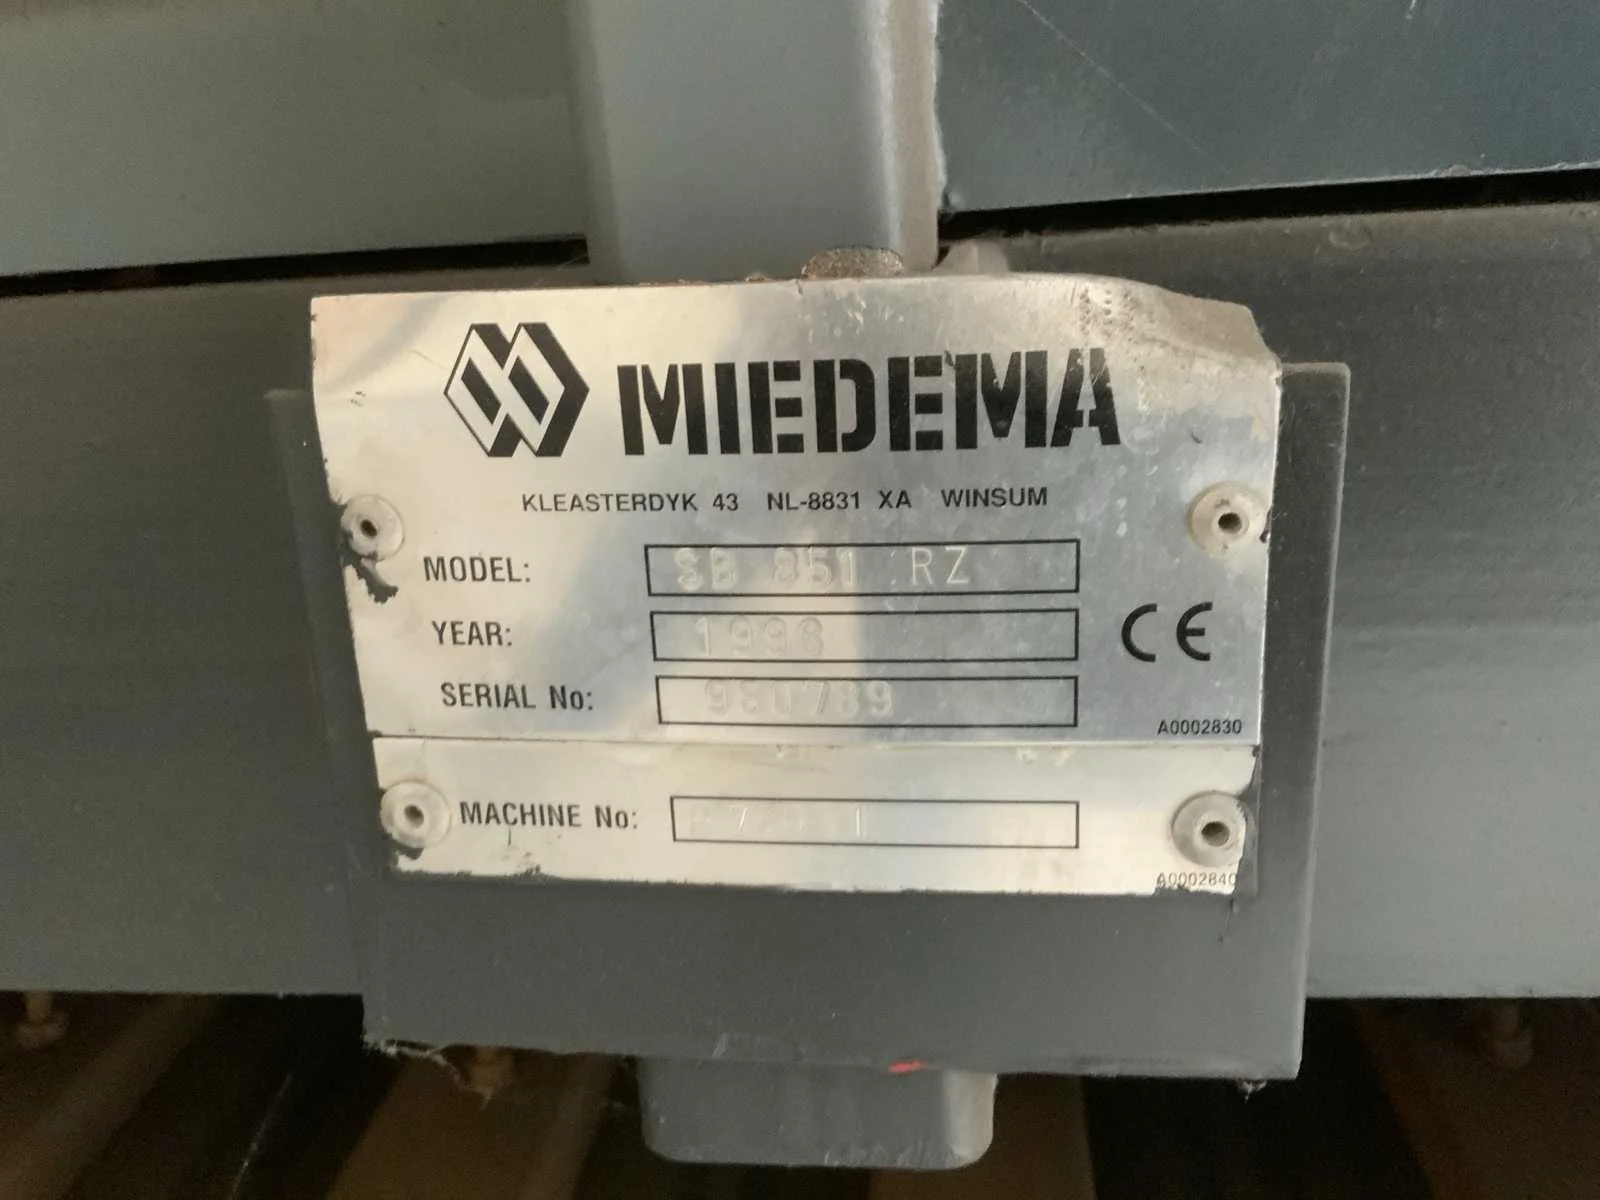 MIEDEMA
KLEASTERDYK 43 NL-8831 XA WINSUM
MODEL: SB 851 RZ
YEAR: 1998
CE
SERIAL No: 980789
A0002830
MACHINE No:
A0002840